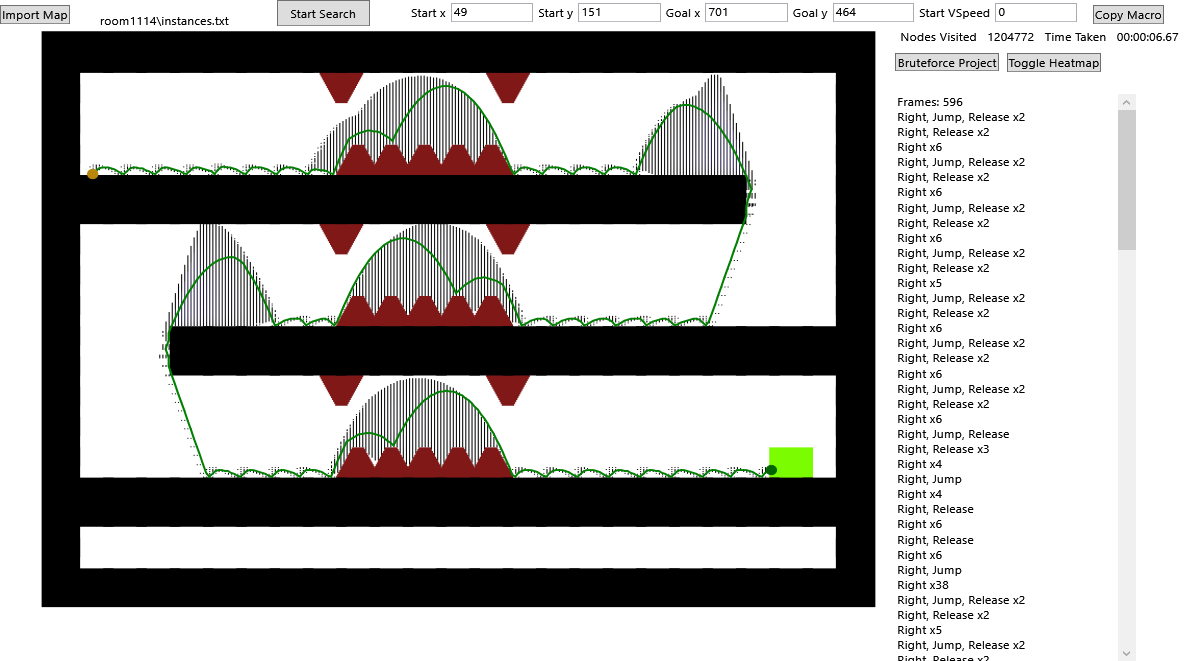 Import Map room1114\instances.txt Start Search Start x 49 Start y 151 Goal x 701 Goal y 464 Start VSpeed 0 Copy Macro
Nodes Visited 1204772 Time Taken 00:00:06.67
Bruteforce Project Toggle Heatmap
Frames: 596
Right, Jump, Release x2
Right, Release x2
Right x6
Right, Jump, Release x2
Right, Release x2
Right x6
Right, Jump, Release x2
Right, Release x2
Right x6
Right, Jump, Release x2
Right, Release x2
Right x5
Right, Jump, Release x2
Right, Release x2
Right x6
Right, Jump, Release x2
Right, Release x2
Right x6
Right, Jump, Release x2
Right, Release x2
Right x6
Right, Jump, Release
Right, Release x3
Right x4
Right, Jump
Right x4
Right, Release
Right x6
Right, Release
Right x6
Right, Jump
Right x38
Right, Jump, Release x2
Right, Release x2
Right x5
Right, Jump, Release x2
Right, Release x2